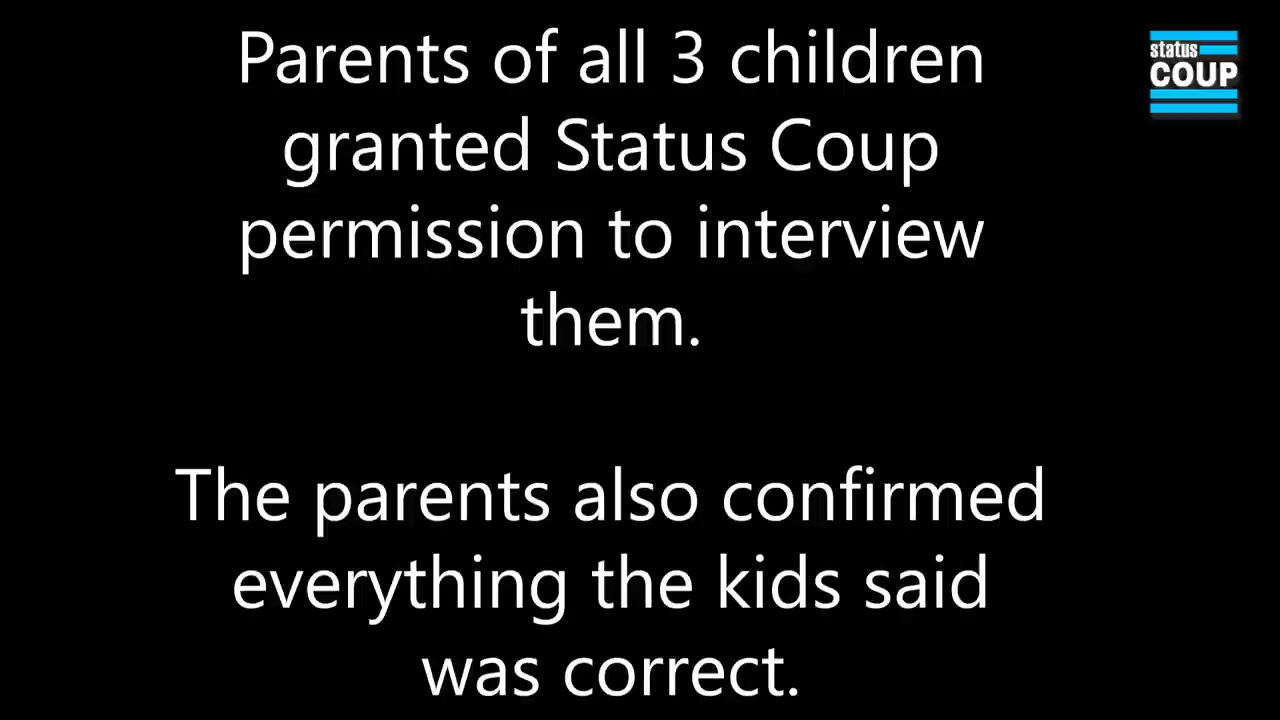 Parents of all 3 children
granted Status Coup
permission to interview
them.
The parents also confirmed
everything the kids said
was correct.
status
COUP